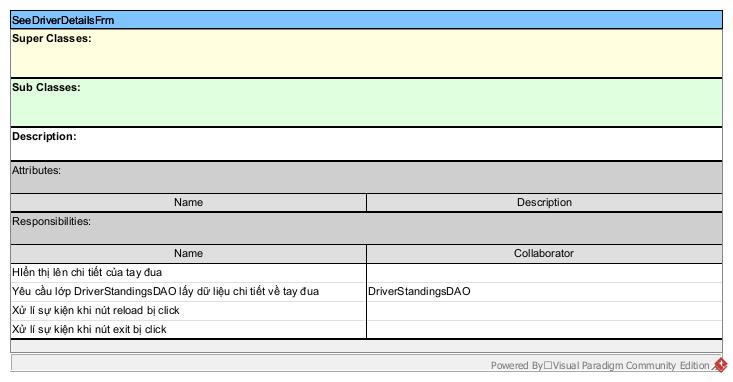 SeeDriverDetailsFrm
Super Classes:
Sub Classes:
Description:
Attributes:
Name Description
Responsibilities:
Name Collaborator
HIển thị lên chi tiết của tay đua
Yêu cầu lớp DriverStandingsDAO lấy dữ liệu chi tiết về tay đua DriverStandingsDAO
Xử lí sự kiện khi nút reload bị click
Xử lí sự kiện khi nút exit bị click
Powered By□Visual Paradigm Community Edition